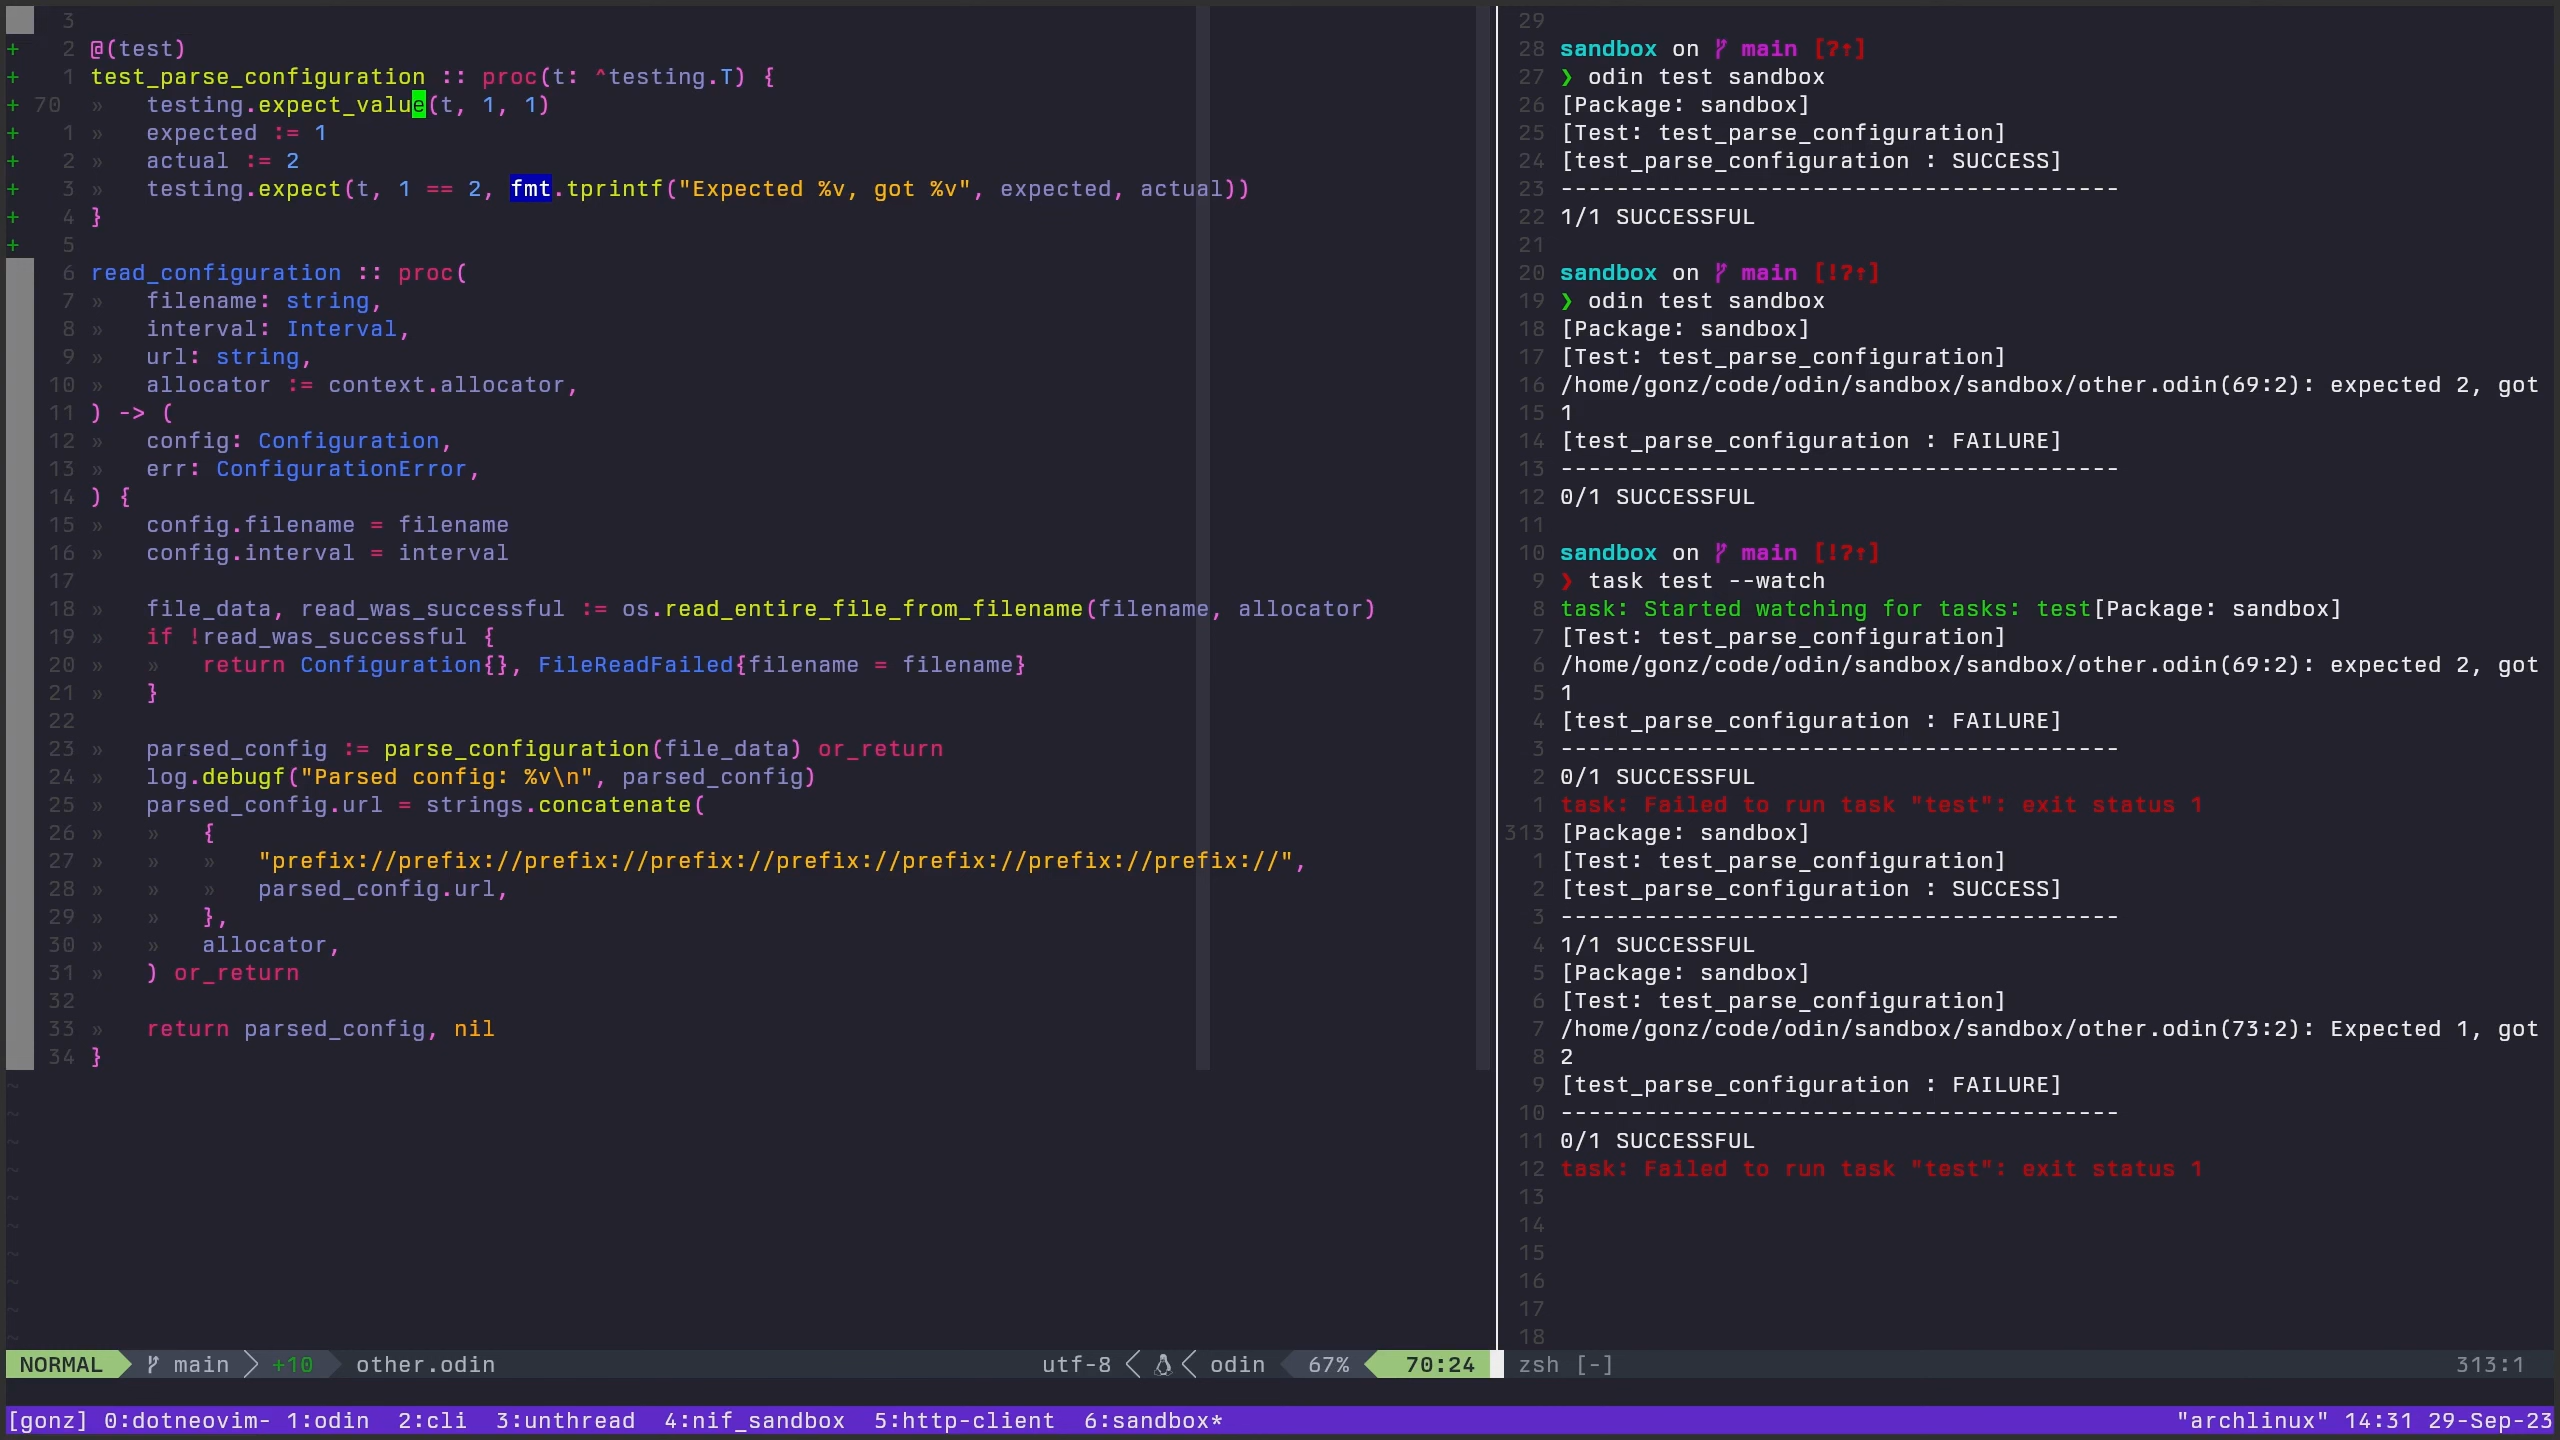 3
+ 2 @(test)
+ 1 test_parse_configuration :: proc(t: ^testing.T) {
+ 70 » testing.expect_value(t, 1, 1)
+ 1 » expected := 1
+ 2 » actual := 2
+ 3 » testing.expect(t, 1 == 2, fmt.tprintf("Expected %v, got %v", expected, actual))
+ 4 }
+ 5
6 read_configuration :: proc(
7 » filename: string,
8 » interval: Interval,
9 » url: string,
10 » allocator := context.allocator,
11 ) -> (
12 » config: Configuration,
13 » err: ConfigurationError,
14 ) {
15 » config.filename = filename
16 » config.interval = interval
17
18 » file_data, read_was_successful := os.read_entire_file_from_filename(filename, allocator)
19 » if !read_was_successful {
20 » » return Configuration{}, FileReadFailed{filename = filename}
21 » }
22
23 » parsed_config := parse_configuration(file_data) or_return
24 » log.debugf("Parsed config: %v\n", parsed_config)
25 » parsed_config.url = strings.concatenate(
26 » » {
27 » » » "prefix://prefix://prefix://prefix://prefix://prefix://prefix://prefix://",
28 » » » parsed_config.url,
29 » » },
30 » » allocator,
31 » ) or_return
32
33 » return parsed_config, nil
34 }
~
~
~
~
~
~
~
~
~
~
NORMAL main +10 other.odin utf-8 odin 67% 70:24
29
28 sandbox on main [?↑]
27 ❯ odin test sandbox
26 [Package: sandbox]
25 [Test: test_parse_configuration]
24 [test_parse_configuration : SUCCESS]
23 ----------------------------------------
22 1/1 SUCCESSFUL
21
20 sandbox on main [!?↑]
19 ❯ odin test sandbox
18 [Package: sandbox]
17 [Test: test_parse_configuration]
16 /home/gonz/code/odin/sandbox/sandbox/other.odin(69:2): expected 2, got
15 1
14 [test_parse_configuration : FAILURE]
13 ----------------------------------------
12 0/1 SUCCESSFUL
11
10 sandbox on main [!?↑]
9 ❯ task test --watch
8 task: Started watching for tasks: test[Package: sandbox]
7 [Test: test_parse_configuration]
6 /home/gonz/code/odin/sandbox/sandbox/other.odin(69:2): expected 2, got
5 1
4 [test_parse_configuration : FAILURE]
3 ----------------------------------------
2 0/1 SUCCESSFUL
1 task: Failed to run task "test": exit status 1
313 [Package: sandbox]
1 [Test: test_parse_configuration]
2 [test_parse_configuration : SUCCESS]
3 ----------------------------------------
4 1/1 SUCCESSFUL
5 [Package: sandbox]
6 [Test: test_parse_configuration]
7 /home/gonz/code/odin/sandbox/sandbox/other.odin(73:2): Expected 1, got
8 2
9 [test_parse_configuration : FAILURE]
10 ----------------------------------------
11 0/1 SUCCESSFUL
12 task: Failed to run task "test": exit status 1
13
14
15
16
17
18
zsh [-] 313:1
[gonz] 0:dotneovim- 1:odin 2:cli 3:unthread 4:nif_sandbox 5:http-client 6:sandbox* "archlinux" 14:31 29-Sep-23